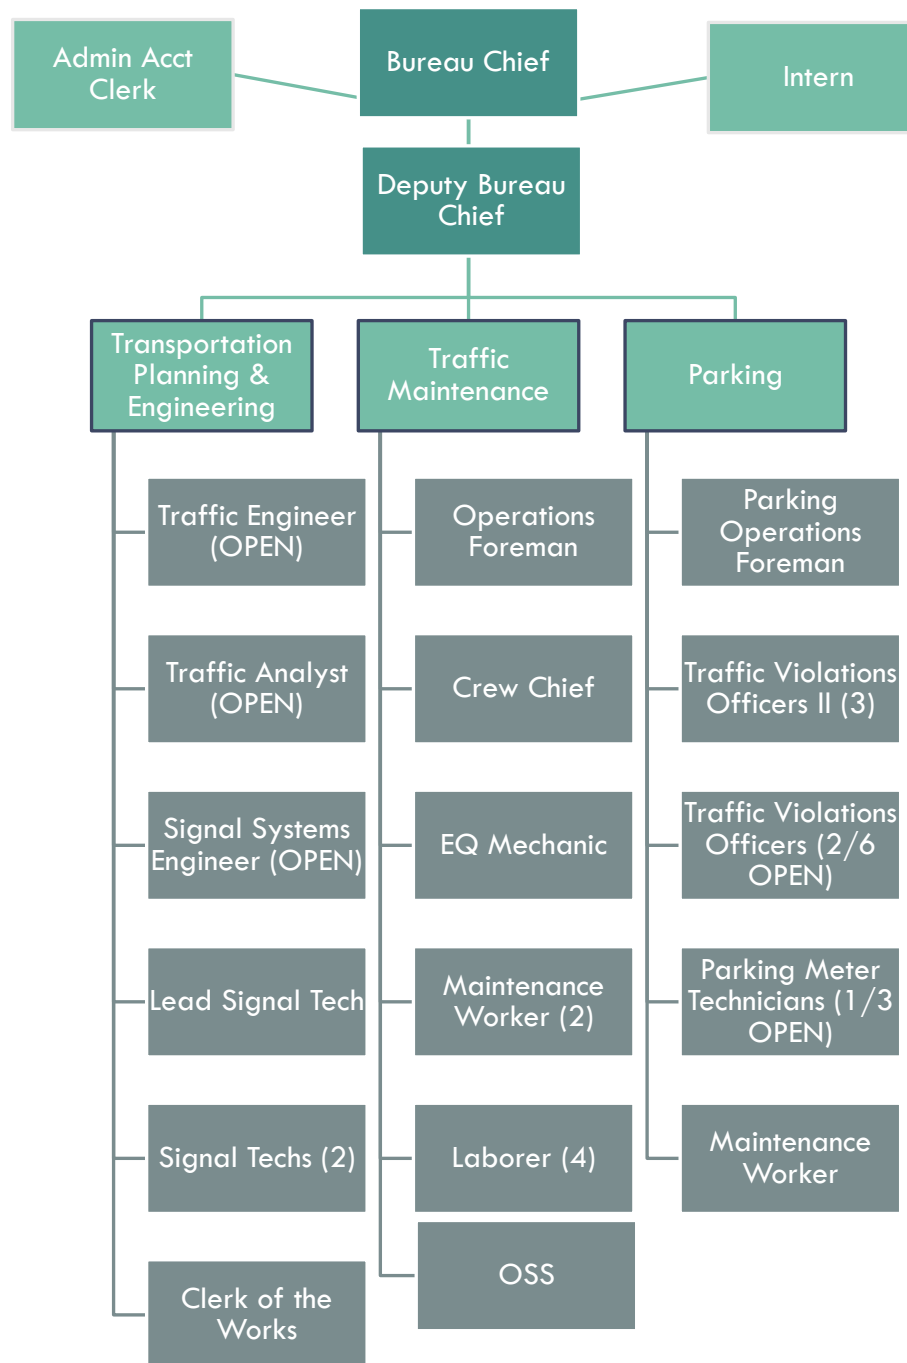 Admin Acct
Clerk
Bureau Chief
Intern
Deputy Bureau
Chief
Transportation
Planning &
Engineering
Traffic
Maintenance
Parking
Traffic Engineer
(OPEN)
Traffic Analyst
(OPEN)
Signal Systems
Engineer (OPEN)
Lead Signal Tech
Signal Techs (2)
Clerk of the
Works
Operations
Foreman
Crew Chief
EQ Mechanic
Maintenance
Worker (2)
Laborer (4)
OSS
Parking
Operations
Foreman
Traffic Violations
Officers II (3)
Traffic Violations
Officers (2/6
OPEN)
Parking Meter
Technicians (1/3
OPEN)
Maintenance
Worker